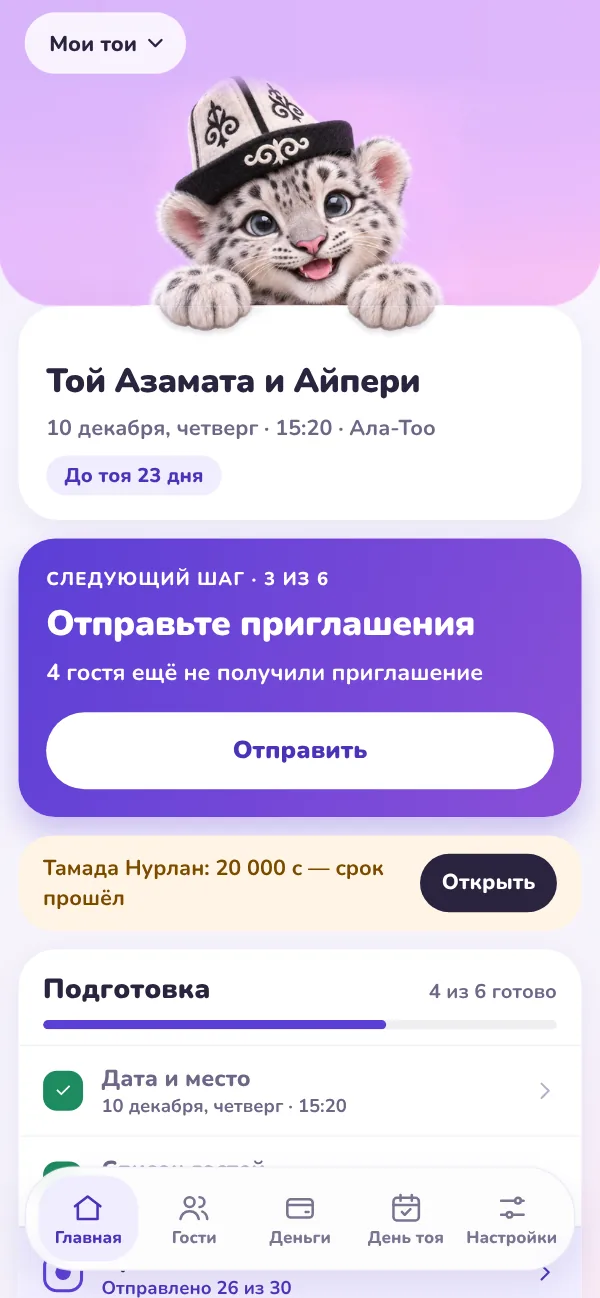 Мои тои
Той Азамата и Айпери
10 декабря, четверг · 15:20 · Ала-Тоо
До тоя 23 дня
СЛЕДУЮЩИЙ ШАГ · 3 ИЗ 6
Отправьте приглашения
4 гостя ещё не получили приглашение
Отправить
Тамада Нурлан: 20 000 с — срок
прошёл
Открыть
Подготовка
4 из 6 готово
Дата и место
10 декабря, четверг · 15:20
Главная
Гости
Деньги
День тоя
Настройки
Отправлено 26 из 30